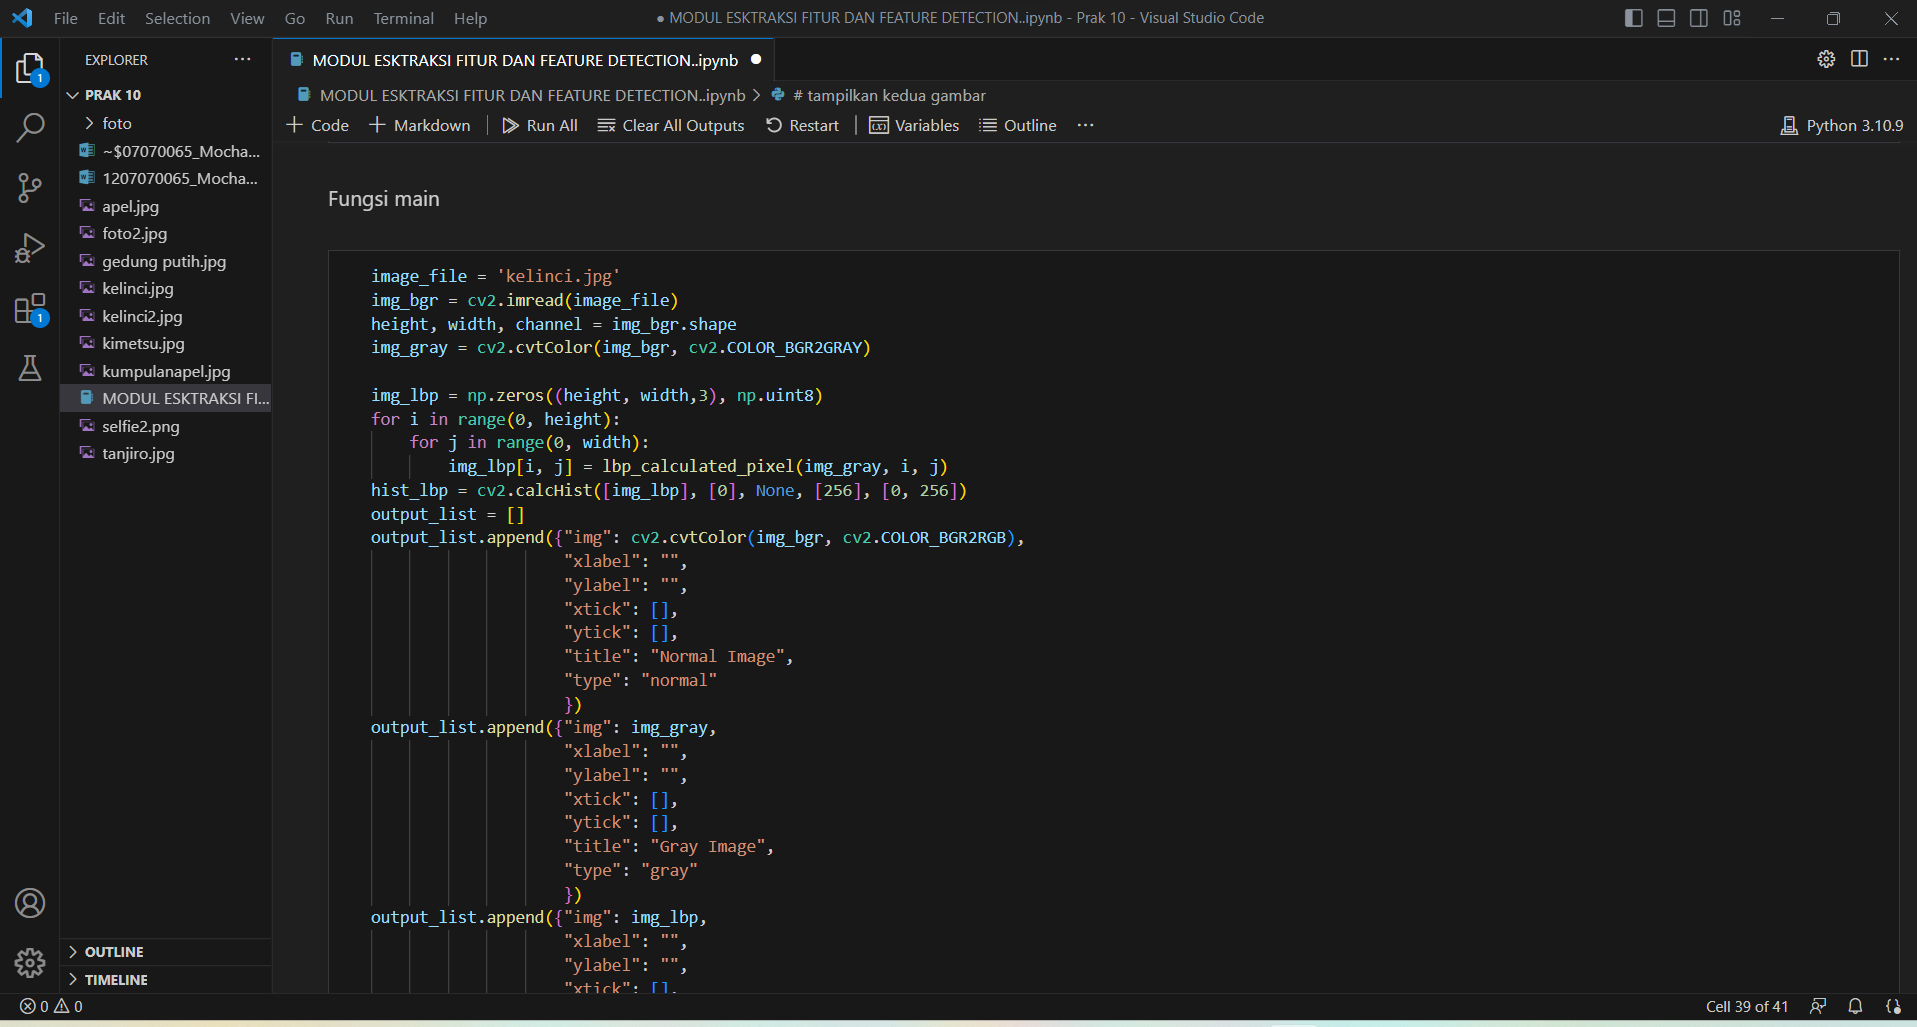 File Edit Selection View Go Run Terminal Help
● MODUL ESKTRAKSI FITUR DAN FEATURE DETECTION..ipynb - Prak 10 - Visual Studio Code
EXPLORER
PRAK 10
foto
~$07070065_Mocha...
1207070065_Mocha...
apel.jpg
foto2.jpg
gedung putih.jpg
kelinci.jpg
kelinci2.jpg
kimetsu.jpg
kumpulanapel.jpg
MODUL ESKTRAKSI FI...
selfie2.png
tanjiro.jpg
OUTLINE
TIMELINE
1
1
MODUL ESKTRAKSI FITUR DAN FEATURE DETECTION..ipynb
MODUL ESKTRAKSI FITUR DAN FEATURE DETECTION..ipynb > # tampilkan kedua gambar
+ Code + Markdown | Run All Clear All Outputs Restart | Variables Outline ... Python 3.10.9
Fungsi main
image_file = 'kelinci.jpg'
img_bgr = cv2.imread(image_file)
height, width, channel = img_bgr.shape
img_gray = cv2.cvtColor(img_bgr, cv2.COLOR_BGR2GRAY)
img_lbp = np.zeros((height, width,3), np.uint8)
for i in range(0, height):
    for j in range(0, width):
        img_lbp[i, j] = lbp_calculated_pixel(img_gray, i, j)
hist_lbp = cv2.calcHist([img_lbp], [0], None, [256], [0, 256])
output_list = []
output_list.append({"img": cv2.cvtColor(img_bgr, cv2.COLOR_BGR2RGB),
                    "xlabel": "",
                    "ylabel": "",
                    "xtick": [],
                    "ytick": [],
                    "title": "Normal Image",
                    "type": "normal"
                    })
output_list.append({"img": img_gray,
                    "xlabel": "",
                    "ylabel": "",
                    "xtick": [],
                    "ytick": [],
                    "title": "Gray Image",
                    "type": "gray"
                    })
output_list.append({"img": img_lbp,
                    "xlabel": "",
                    "ylabel": "",
                    "xtick": [],
0 0
Cell 39 of 41